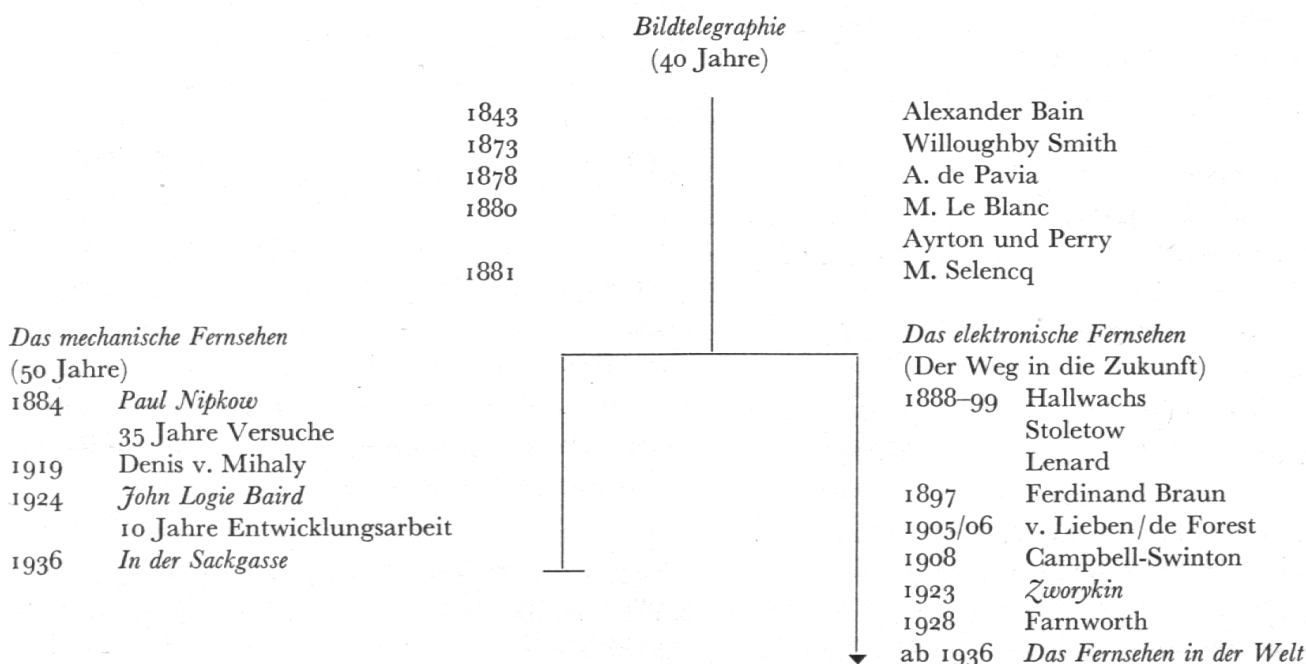 Bildtelegraphie
(40 Jahre)
1843 Alexander Bain
1873 Willoughby Smith
1878 A. de Pavia
1880 M. Le Blanc
Ayrton und Perry
1881 M. Selencq
Das mechanische Fernsehen
(50 Jahre)
1884 Paul Nipkow
35 Jahre Versuche
1919 Denis v. Mihaly
1924 John Logie Baird
10 Jahre Entwicklungsarbeit
1936 In der Sackgasse
Das elektronische Fernsehen
(Der Weg in die Zukunft)
1888–99 Hallwachs
Stoletow
Lenard
1897 Ferdinand Braun
1905/06 v. Lieben/de Forest
1908 Campbell-Swinton
1923 Zworykin
1928 Farnworth
ab 1936 Das Fernsehen in der Welt